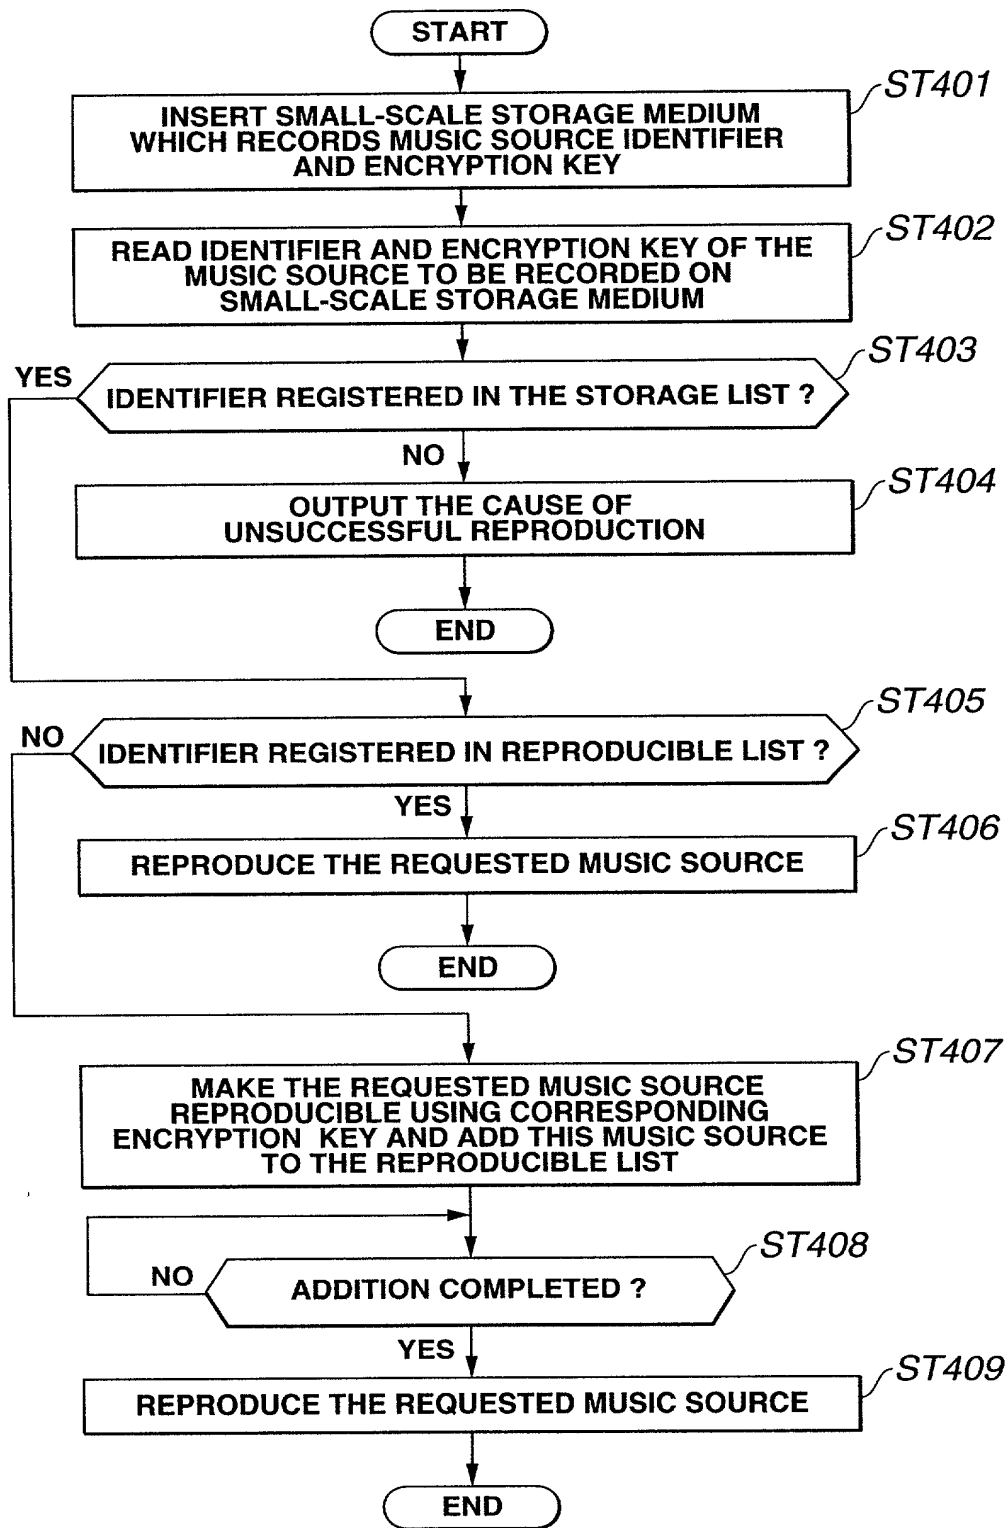 START
ST401
INSERT SMALL-SCALE STORAGE MEDIUM
WHICH RECORDS MUSIC SOURCE IDENTIFIER
AND ENCRYPTION KEY
ST402
READ IDENTIFIER AND ENCRYPTION KEY OF THE
MUSIC SOURCE TO BE RECORDED ON
SMALL-SCALE STORAGE MEDIUM
ST403
YES
IDENTIFIER REGISTERED IN THE STORAGE LIST ?
NO
ST404
OUTPUT THE CAUSE OF
UNSUCCESSFUL REPRODUCTION
END
ST405
NO
IDENTIFIER REGISTERED IN REPRODUCIBLE LIST ?
YES
ST406
REPRODUCE THE REQUESTED MUSIC SOURCE
END
ST407
MAKE THE REQUESTED MUSIC SOURCE
REPRODUCIBLE USING CORRESPONDING
ENCRYPTION KEY AND ADD THIS MUSIC SOURCE
TO THE REPRODUCIBLE LIST
ST408
NO
ADDITION COMPLETED ?
YES
ST409
REPRODUCE THE REQUESTED MUSIC SOURCE
END